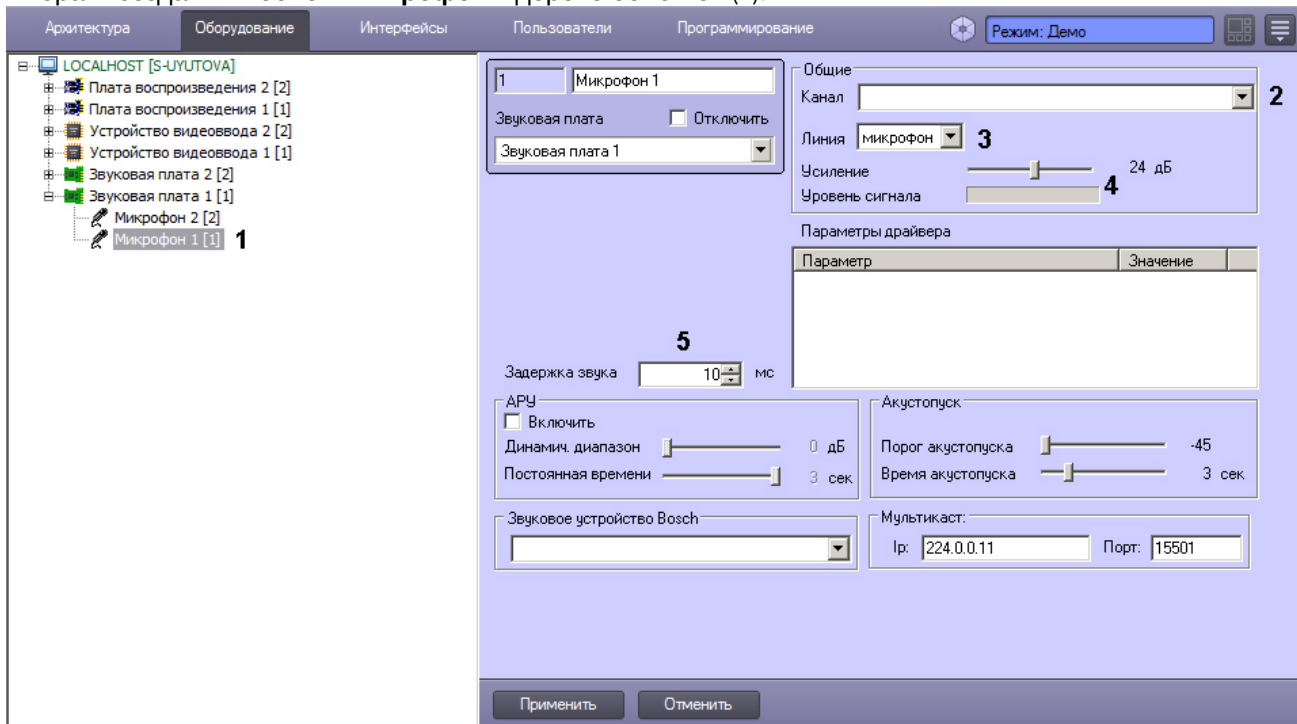 Архитектура Оборудование Интерфейсы Пользователи Программирование Режим: Демо
LOCALHOST [S-UYUTOVA]
Плата воспроизведения 2 [2]
Плата воспроизведения 1 [1]
Устройство видеоввода 2 [2]
Устройство видеоввода 1 [1]
Звуковая плата 2 [2]
Звуковая плата 1 [1]
Микрофон 2 [2]
Микрофон 1 [1] 1
1 Микрофон 1
Звуковая плата Отключить
Звуковая плата 1
Общие
Канал 2
Линия микрофон 3
Усиление 24 дБ
Уровень сигнала 4
Параметры драйвера
Параметр Значение
5
Задержка звука 10 мс
АРУ
Включить
Динамич. диапазон 0 дБ
Постоянная времени 3 сек
Акустопуск
Порог акустопуска -45
Время акустопуска 3 сек
Звуковое устройство Bosch
Мультикаст:
Ip: 224.0.0.11 Порт: 15501
Применить Отменить